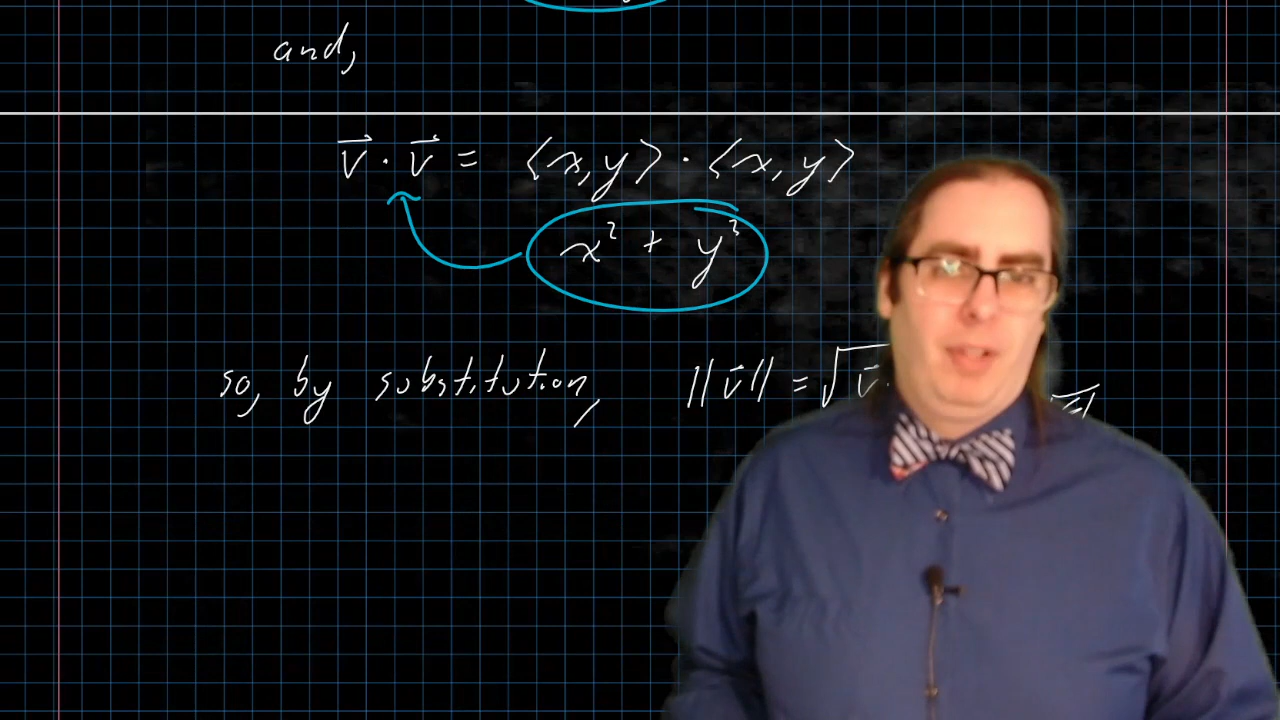 and,
v⃗ · v⃗ = ⟨x, y⟩ · ⟨x, y⟩
x² + y²
so, by substitution, ||v⃗|| = √v⃗ ·